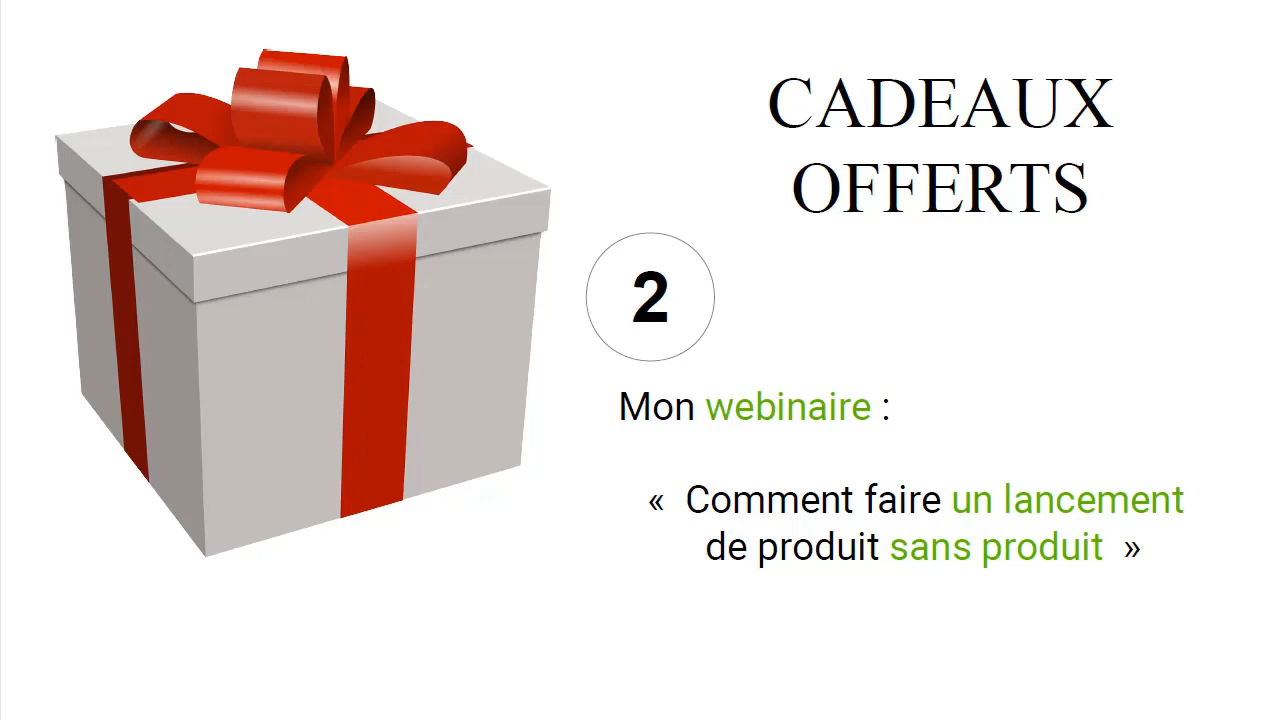 CADEAUX
OFFERTS
2
Mon webinaire :
« Comment faire un lancement
de produit sans produit »